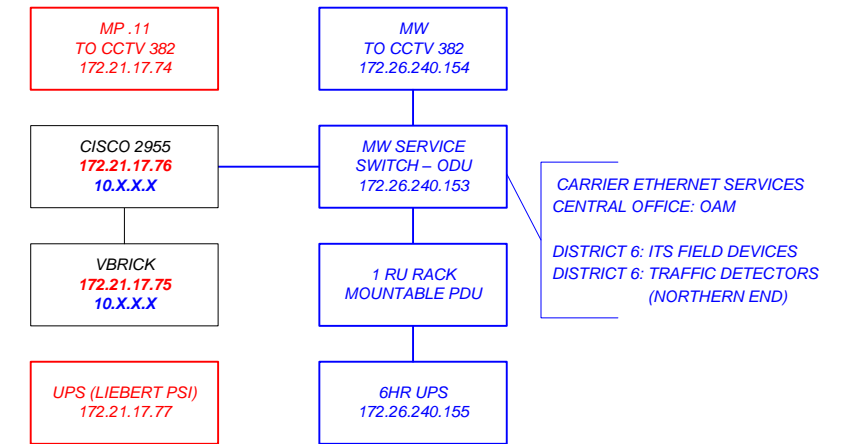 MP .11
TO CCTV 382
172.21.17.74
MW
TO CCTV 382
172.26.240.154
CISCO 2955
172.21.17.76
10.X.X.X
MW SERVICE
SWITCH – ODU
172.26.240.153
CARRIER ETHERNET SERVICES
CENTRAL OFFICE: OAM
DISTRICT 6: ITS FIELD DEVICES
DISTRICT 6: TRAFFIC DETECTORS
(NORTHERN END)
VBRICK
172.21.17.75
10.X.X.X
1 RU RACK
MOUNTABLE PDU
UPS (LIEBERT PSI)
172.21.17.77
6HR UPS
172.26.240.155